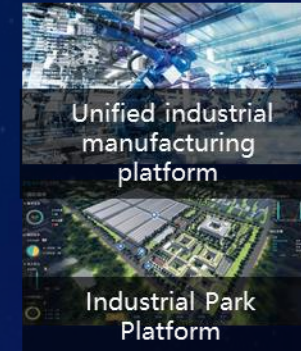 Unified industrial
manufacturing
platform
Industrial Park
Platform